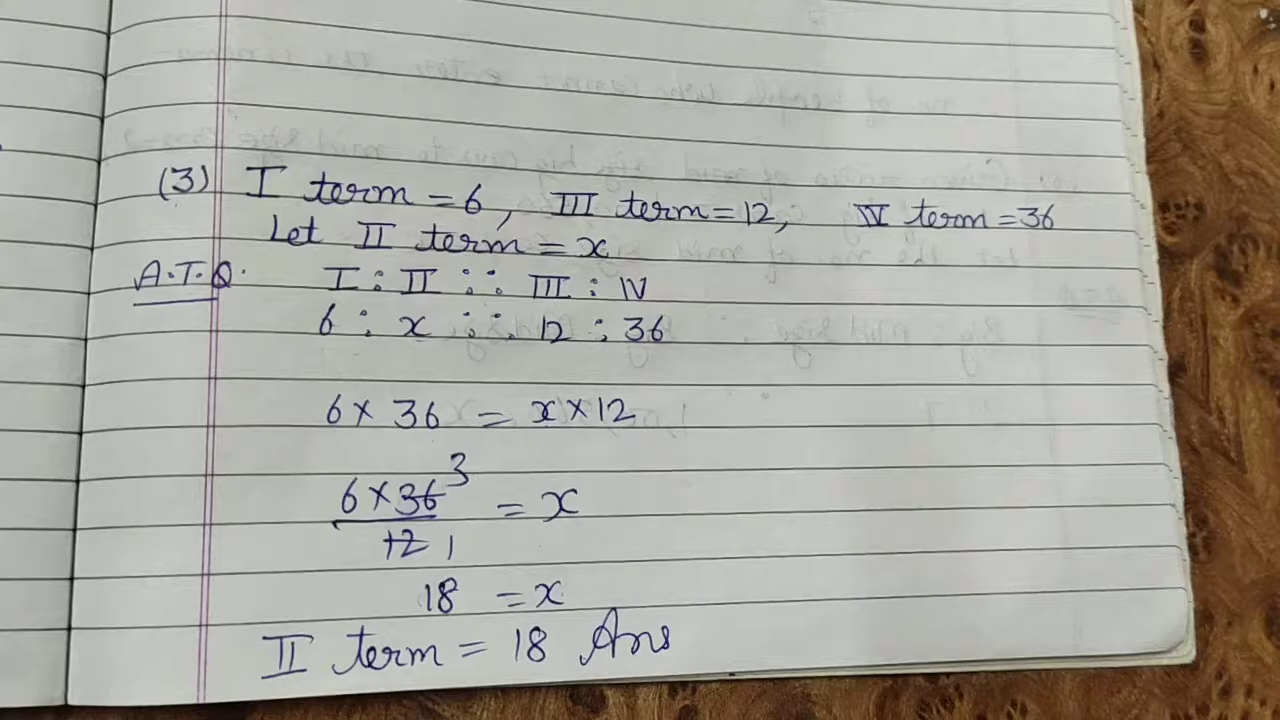 (3) I term = 6, III term = 12, IV term = 36
Let II term = x
A.T.Q. I : II :: III : IV
6 : x :: 12 : 36
6 × 36 = x × 12
6 × 36 3 = x
12 1
18 = x
II term = 18 Ans